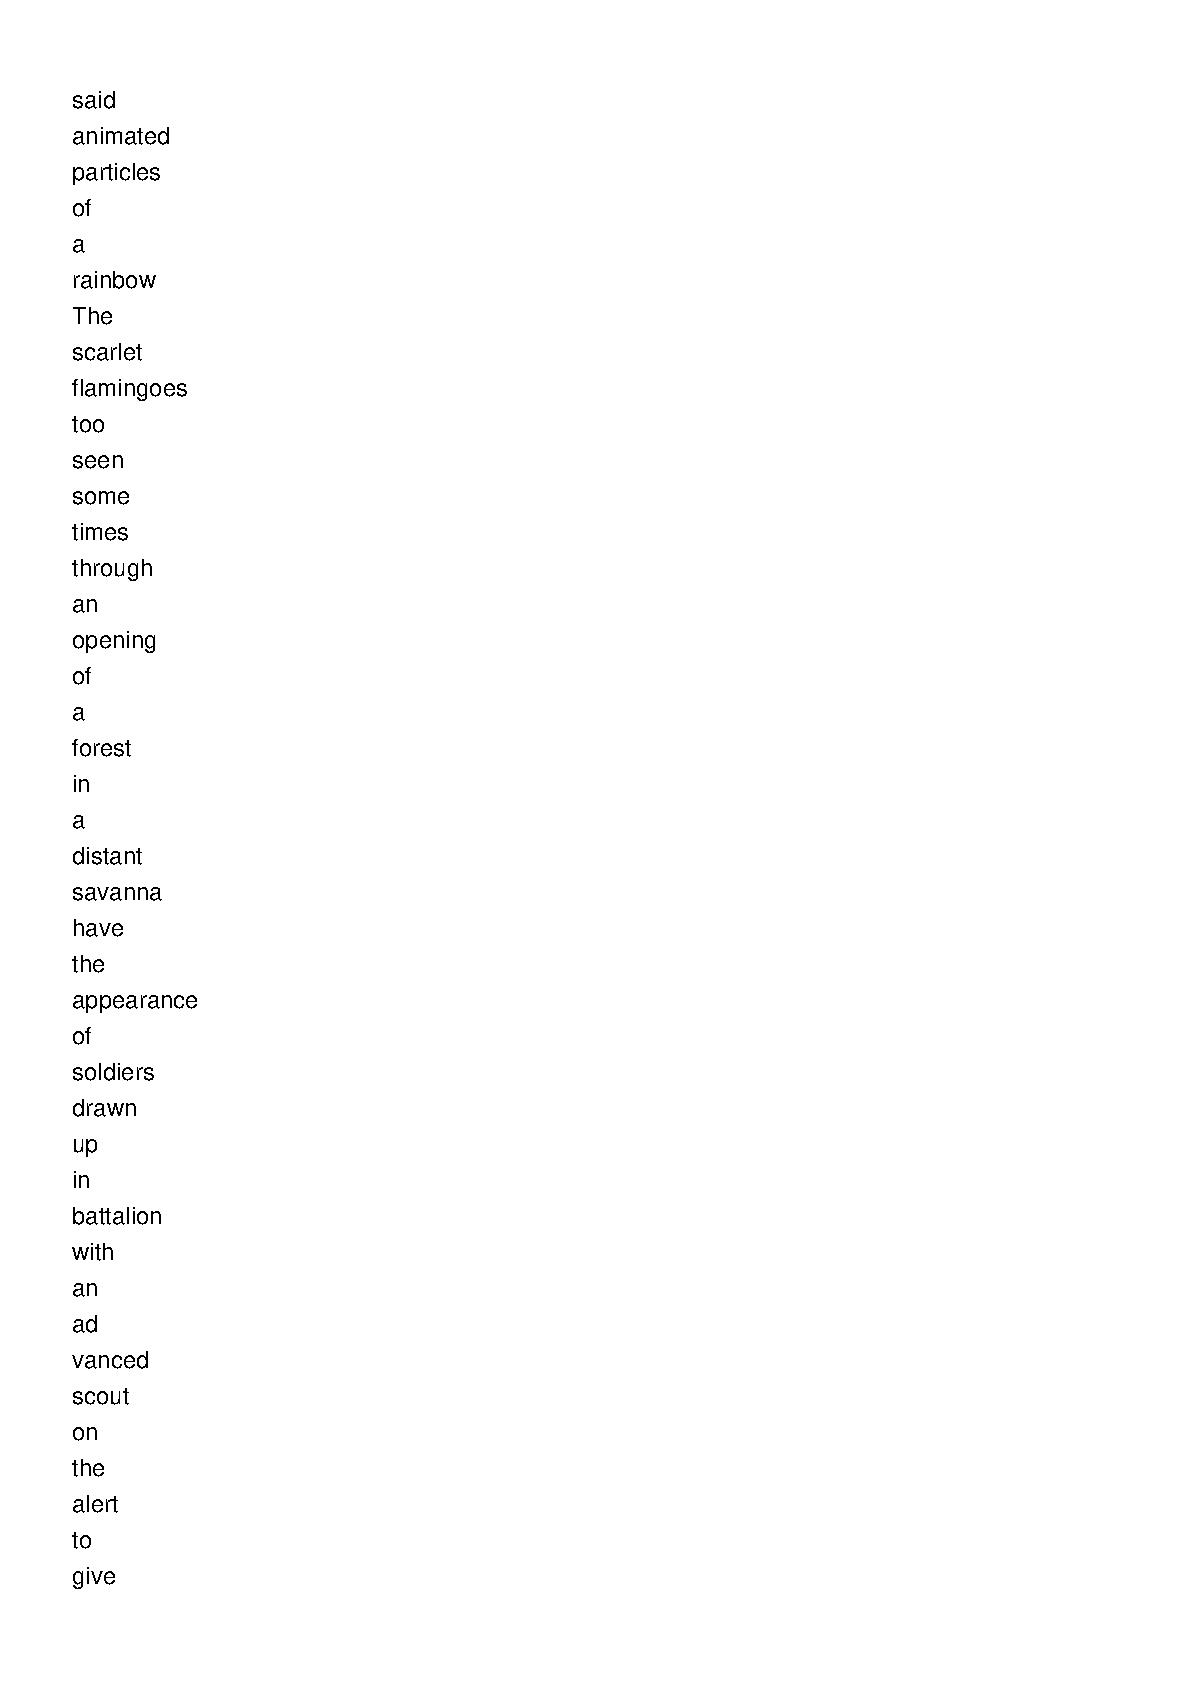 said
animated
particles
of
a
rainbow
The
scarlet
flamingoes
too
seen
some
times
through
an
opening
of
a
forest
in
a
distant
savanna
have
the
appearance
of
soldiers
drawn
up
in
battalion
with
an
ad
vanced
scout
on
the
alert
to
give